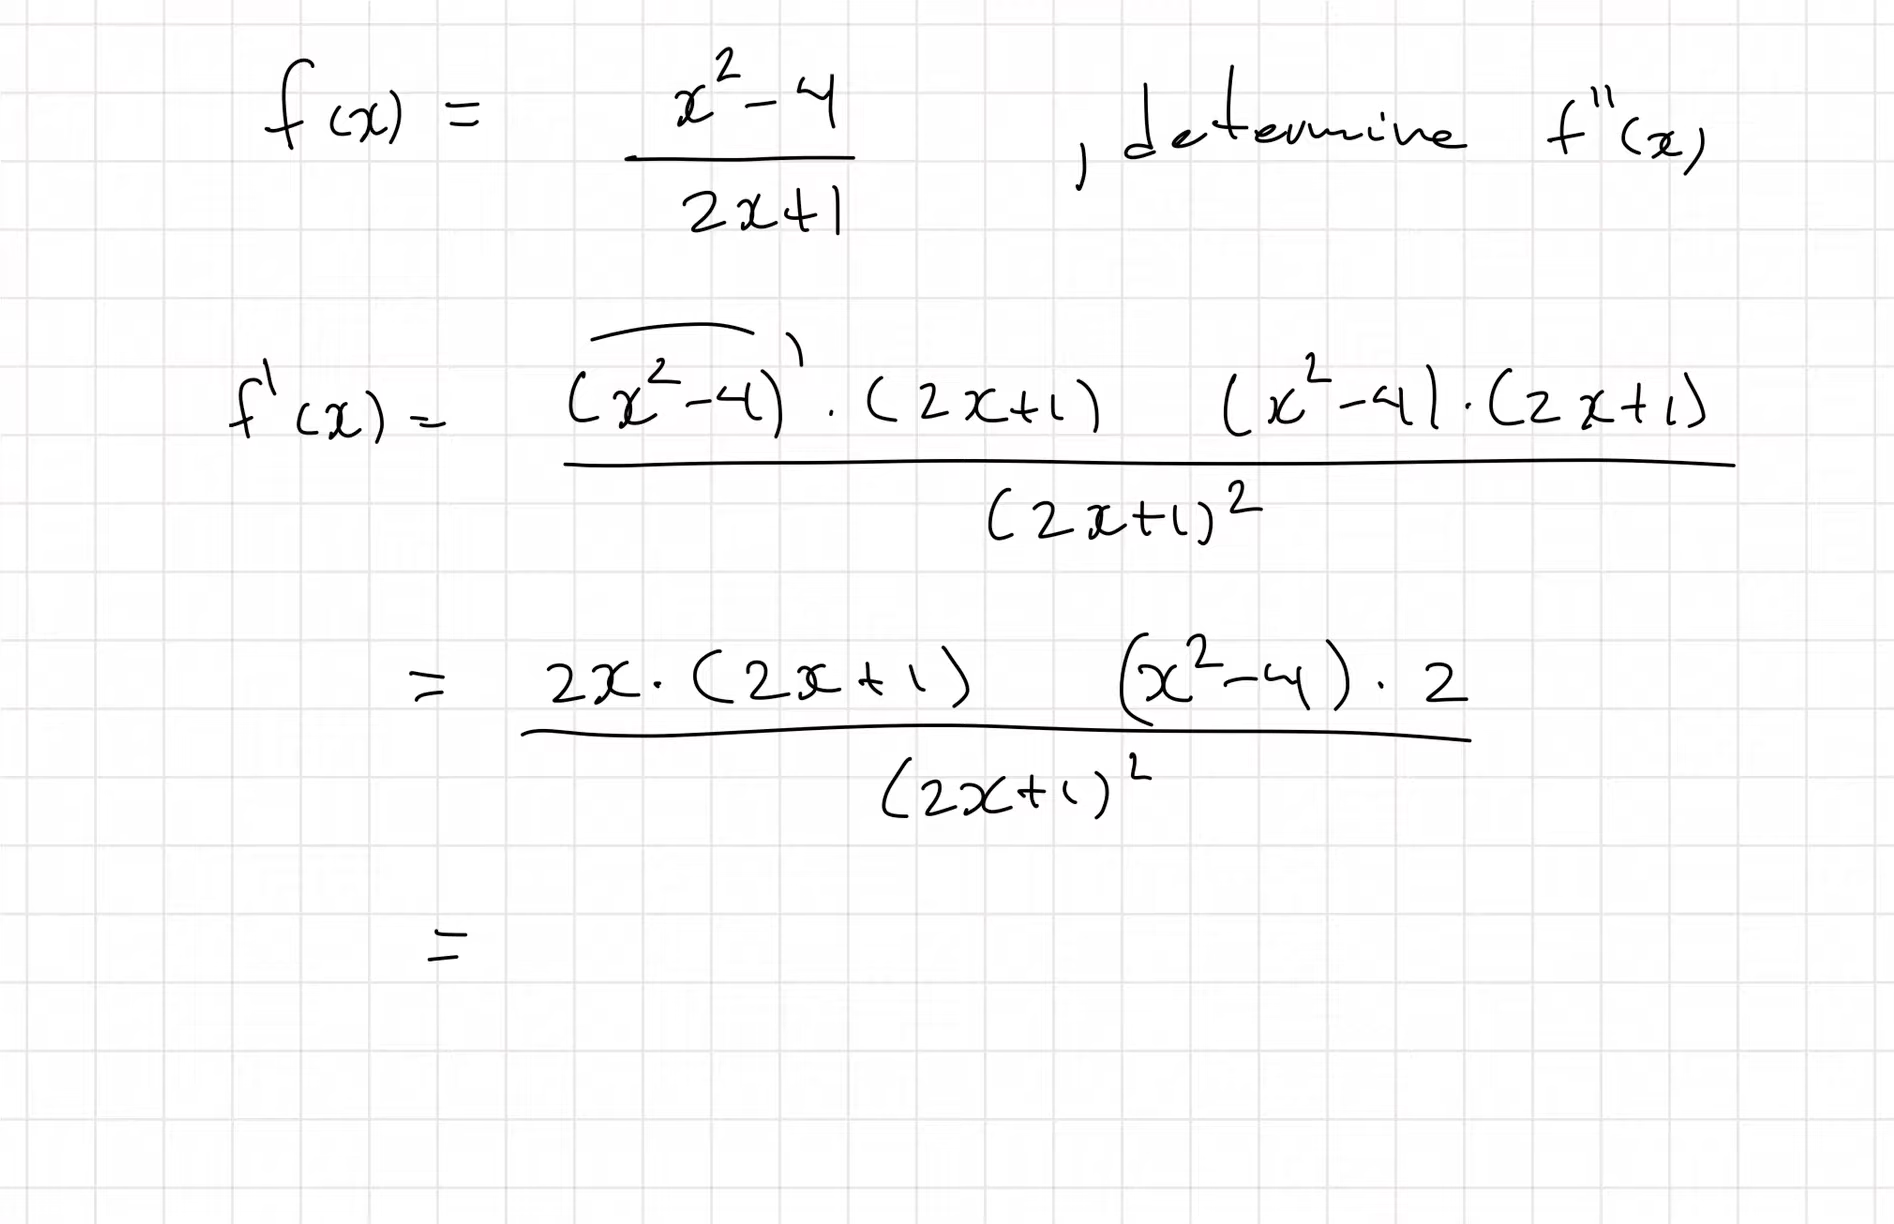 f(x) = (x² - 4)/(2x+1) , determine f''(x)
f'(x) = ((x² - 4)' · (2x+1) (x² - 4) · (2x+1))/((2x+1)²)
= (2x · (2x+1) (x² - 4) · 2)/((2x+1)²)
=